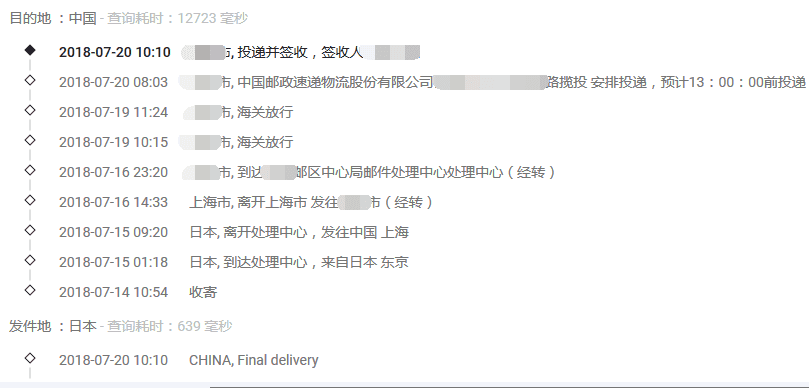 目的地 ：中国 - 查询耗时：12723 毫秒
2018-07-20 10:10 市, 投递并签收，签收人
2018-07-20 08:03 市, 中国邮政速递物流股份有限公司 路揽投 安排投递，预计13：00：00前投递
2018-07-19 11:24 市, 海关放行
2018-07-19 10:15 市, 海关放行
2018-07-16 23:20 市, 到达 邮区中心局邮件处理中心处理中心（经转）
2018-07-16 14:33 上海市, 离开上海市 发往 市（经转）
2018-07-15 09:20 日本, 离开处理中心，发往中国 上海
2018-07-15 01:18 日本, 到达处理中心，来自日本 东京
2018-07-14 10:54 收寄
发件地 ：日本 - 查询耗时：639 毫秒
2018-07-20 10:10 CHINA, Final delivery